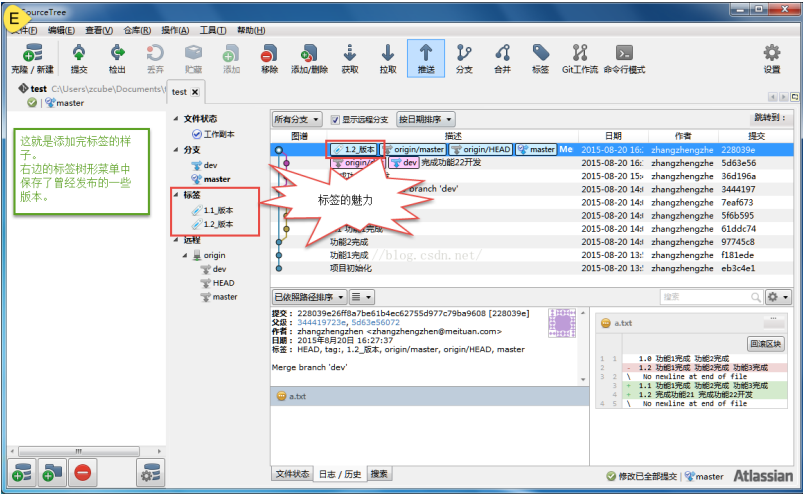 E
SourceTree
文件(F) 编辑(E) 查看(V) 仓库(R) 操作(A) 工具(T) 帮助(H)
克隆 / 新建 提交 检出 丢弃 贮藏 添加 移除 添加/删除 获取 拉取 推送 分支 合并 标签 Git工作流 命令行模式 设置
test C:\Users\zcube\Documents\
master
test
这就是添加完标签的样
子。
右边的标签树形菜单中
保存了曾经发布的一些
版本。
文件状态
工作副本
分支
dev
master
标签
1.1_版本
1.2_版本
远程
origin
dev
HEAD
master
所有分支 显示远程分支 按日期排序 跳转到:
图谱 描述 日期 作者 提交
1.2_版本 origin/master origin/HEAD master Me 2015-08-20 16: zhangzhengzhe 228039e
origin/ dev 完成功能22开发 2015-08-20 16: zhangzhengzhe 5d63e56
2015-08-20 15: zhangzhengzhe 36d196a
branch 'dev' 2015-08-20 14: zhangzhengzhe 3444197
2015-08-20 14: zhangzhengzhe 7eaf673
2015-08-20 14: zhangzhengzhe 5f6b595
功能1完成 2015-08-20 14: zhangzhengzhe 61ddc74
功能2完成 2015-08-20 14: zhangzhengzhe 97745c8
功能1完成 2015-08-20 13: zhangzhengzhe f181ede
项目初始化 2015-08-20 13: zhangzhengzhe eb3c4e1
标签的魅力
//blog.csdn.net/
已依照路径排序 搜索
提交： 228039e26ff8a7be61b4ec62755d977c79ba9608 [228039e]
父级： 344419723e, 5d63e56072
作者： zhangzhengzhen <zhangzhengzhen@meituan.com>
日期： 2015年8月20日 16:27:37
标签： HEAD, tag:, 1.2_版本, origin/master, origin/HEAD, master
Merge branch 'dev'
a.txt
a.txt
回滚区块
1 1 1.0 功能1完成 功能2完成
2 - 1.2 功能1完成 功能2完成 功能3完成
3 2 \ No newline at end of file
3 + 1.1 功能1完成 功能2完成 功能3完成
4 + 1.2 完成功能21 完成功能22开发
4 5 \ No newline at end of file
文件状态 日志 / 历史 搜索
修改已全部提交 master Atlassian